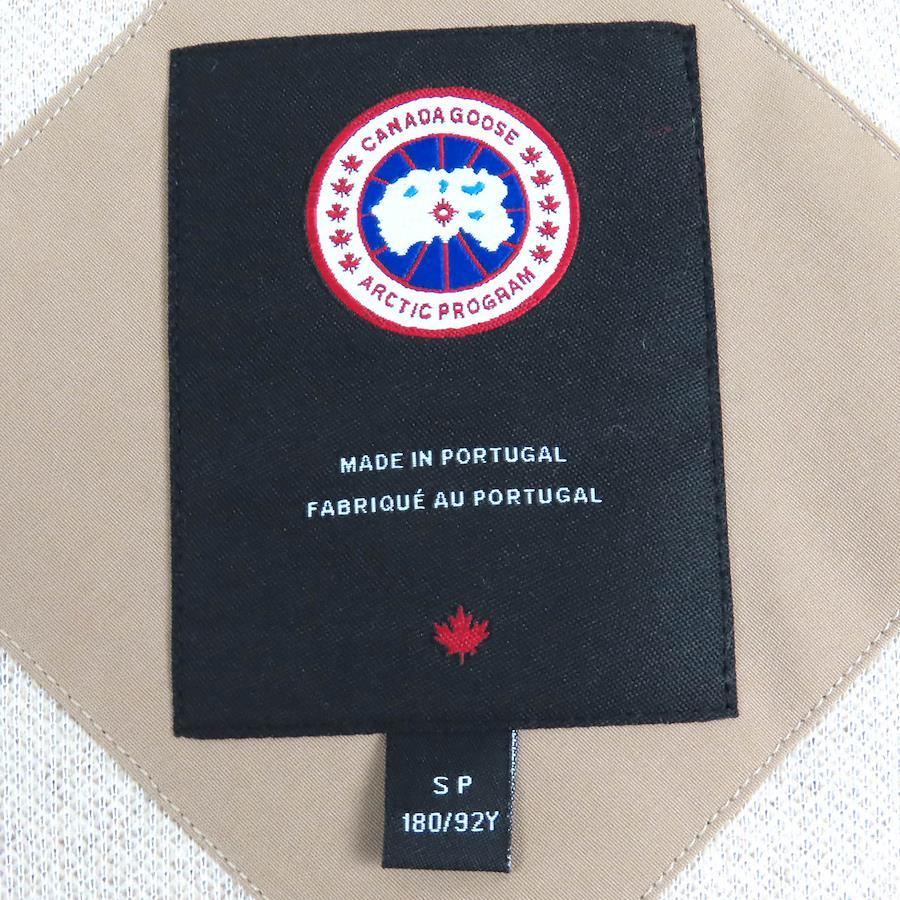 CANADA GOOSE
ARCTIC PROGRAM
MADE IN PORTUGAL
FABRIQUÉ AU PORTUGAL
S P
180/92Y